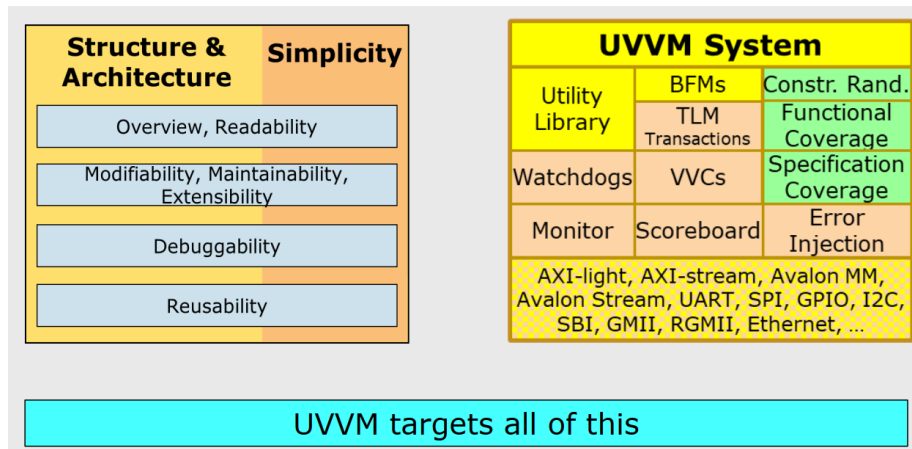 Structure &
Architecture
Simplicity
Overview, Readability
Modifiability, Maintainability,
Extensibility
Debuggability
Reusability
UVVM System
Utility
Library
BFMs
Constr. Rand.
TLM
Transactions
Functional
Coverage
Watchdogs
VVCs
Specification
Coverage
Monitor
Scoreboard
Error
Injection
AXI-light, AXI-stream, Avalon MM,
Avalon Stream, UART, SPI, GPIO, I2C,
SBI, GMII, RGMII, Ethernet, ...
UVVM targets all of this